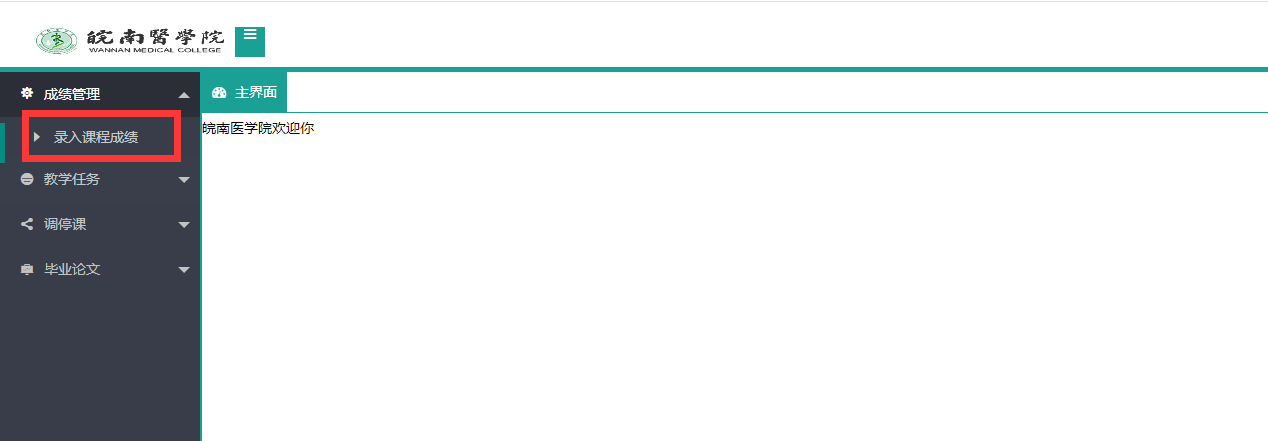 皖南醫學院
WANNAN MEDICAL COLLEGE
成绩管理
录入课程成绩
教学任务
调停课
毕业论文
主界面
皖南医学院欢迎你